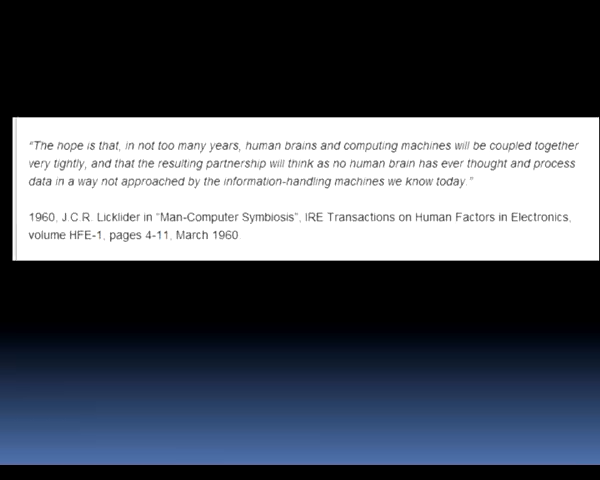 "The hope is that, in not too many years, human brains and computing machines will be coupled together
very tightly, and that the resulting partnership will think as no human brain has ever thought and process
data in a way not approached by the information-handling machines we know today."
1960, J.C.R. Licklider in "Man-Computer Symbiosis", IRE Transactions on Human Factors in Electronics,
volume HFE-1, pages 4-11, March 1960.